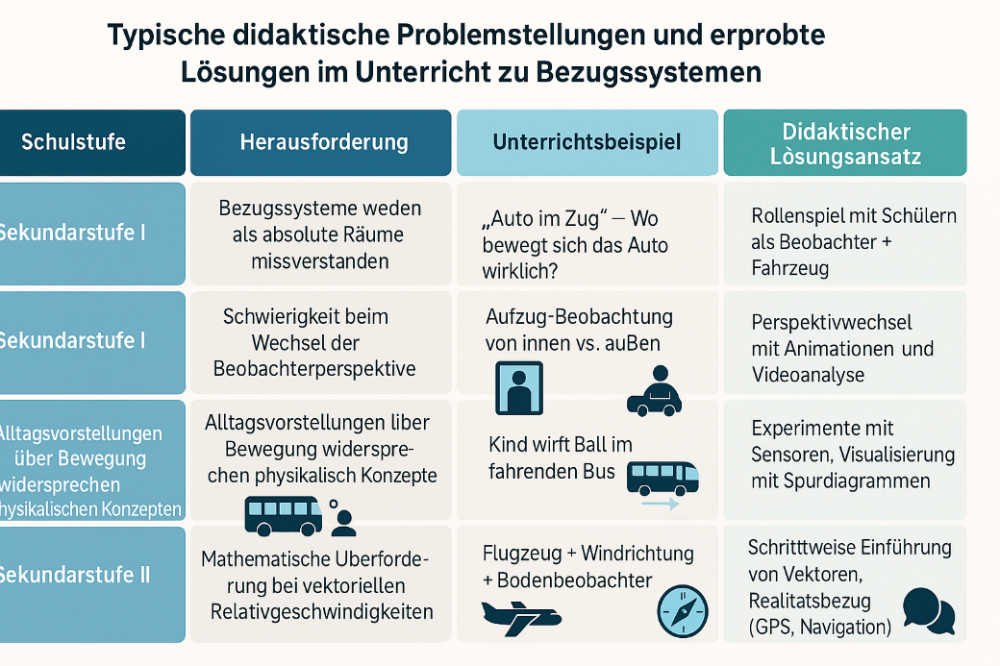 Typische didaktische Problemstellungen und erprobte
Lösungen im Unterricht zu Bezugssystemen
Schulstufe
Herausforderung
Unterrichtsbeispiel
Didaktischer
Lòsungsansatz
Sekundarstufe I
Bezugssysteme weden
als absolute Räume
missverstanden
„Auto im Zug“ – Wo
bewegt sich das Auto
wirklich?
Rollenspiel mit Schülern
als Beobachter +
Fahrzeug
Sekundarstufe I
Schwierigkeit beim
Wechsel der
Beobachterperspektive
Aufzug-Beobachtung
von innen vs. auBen
Perspektivwechsel
mit Animationen und
Videoanalyse
Alltagsvorstellungen
über Bewegung
widersprechen
hysikalischen Konzepten
Alltagsvorstellungen liber
Bewegung widerspre-
chen physikalisch Konzepte
Kind wirft Ball im
fahrenden Bus
Experimente mit
Sensoren, Visualisierung
mit Spurdiagrammen
Sekundarstufe II
Mathematische Uberforde-
rung bei vektoriellen
Relativgeschwindigkeiten
Flugzeug + Windrichtung
+ Bodenbeobachter
Schritttweise Einführung
von Vektoren,
Realitatsbezug
(GPS, Navigation)